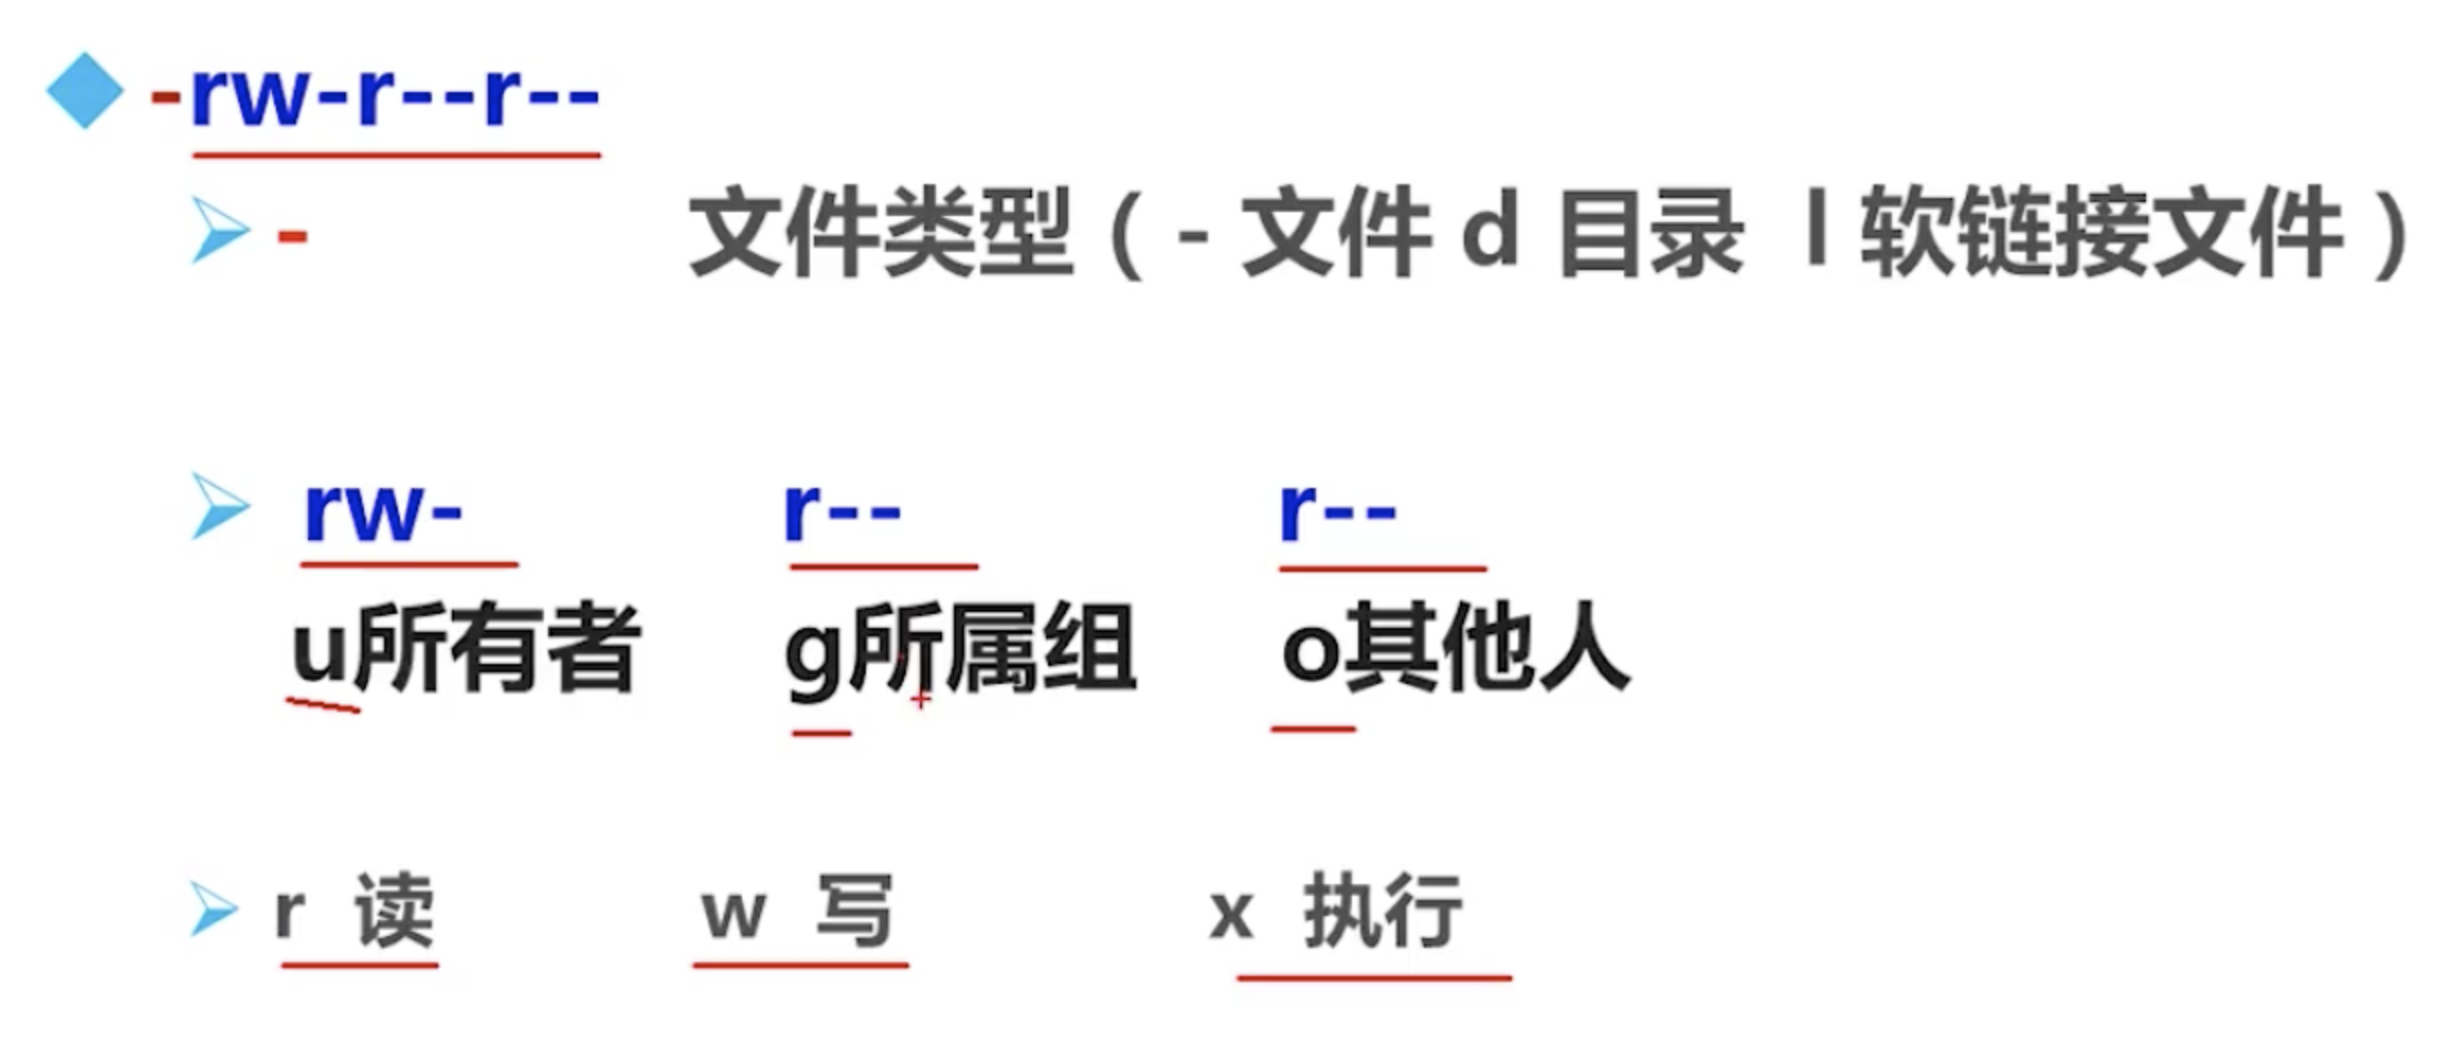 -rw-r--r--
- 文件类型（ - 文件 d 目录 l 软链接文件 ）
rw- r-- r--
u所有者 g所属组 o其他人
r 读 w 写 x 执行